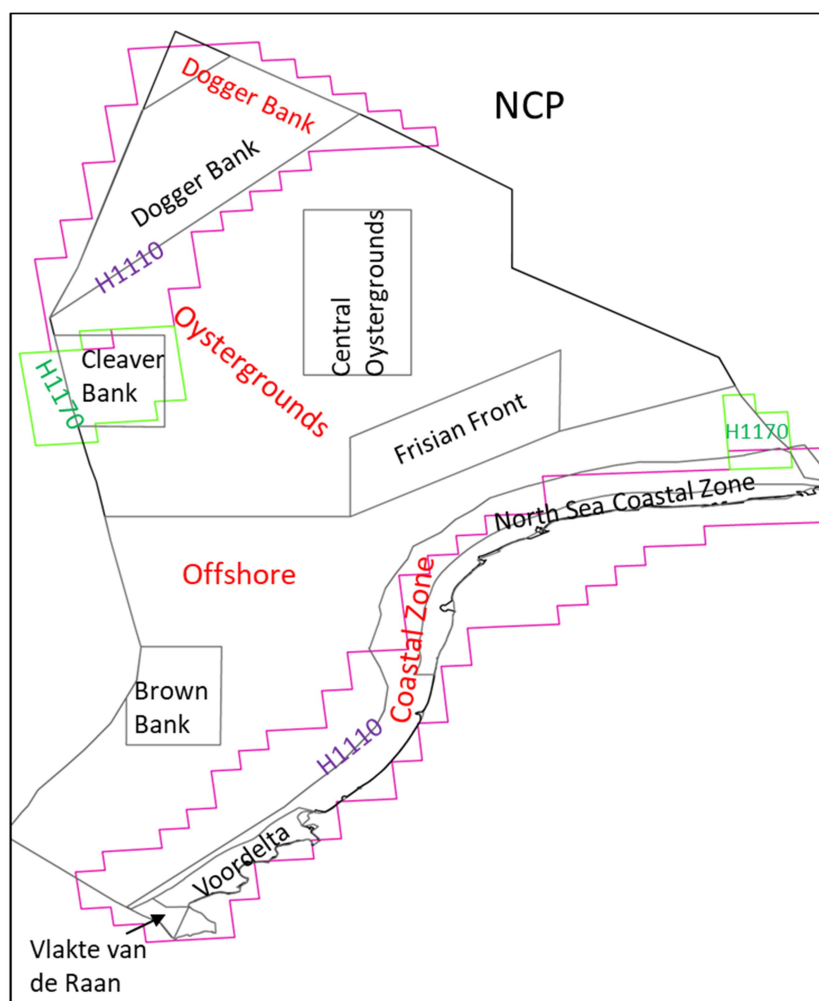 Dogger Bank
NCP
Dogger Bank
H1110
Central
Oystergrounds
Oystergrounds
Cleaver
Bank
H1170
Frisian Front
H1170
North Sea Coastal Zone
Offshore
Coastal Zone
Brown
Bank
H1110
Voordelta
Vlakte van
de Raan